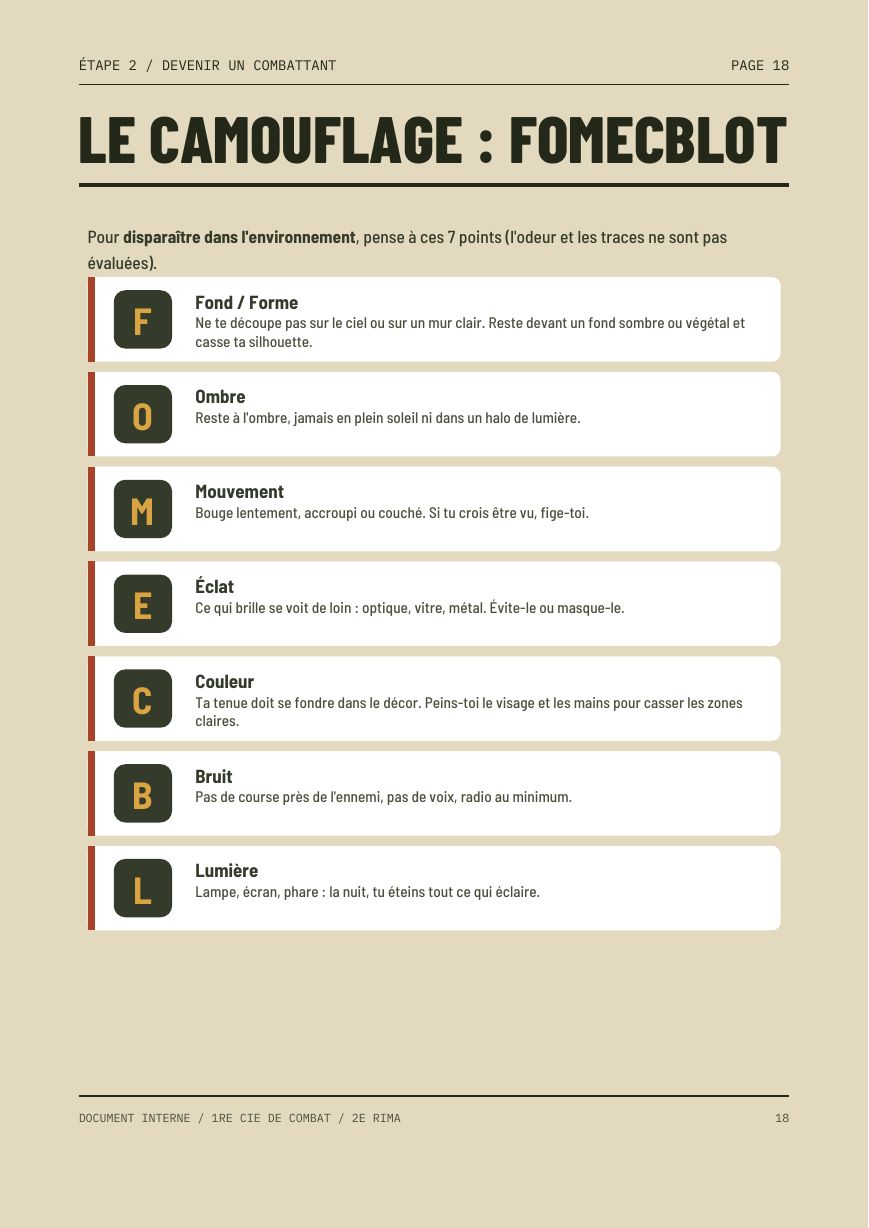 ÉTAPE 2 / DEVENIR UN COMBATTANT
PAGE 18
LE CAMOUFLAGE : FOMECBLOT
Pour disparaître dans l'environnement, pense à ces 7 points (l'odeur et les traces ne sont pas
évaluées).
F
Fond / Forme
Ne te découpe pas sur le ciel ou sur un mur clair. Reste devant un fond sombre ou végétal et
casse ta silhouette.
O
Ombre
Reste à l'ombre, jamais en plein soleil ni dans un halo de lumière.
M
Mouvement
Bouge lentement, accroupi ou couché. Si tu crois être vu, fige-toi.
E
Éclat
Ce qui brille se voit de loin : optique, vitre, métal. Évite-le ou masque-le.
C
Couleur
Ta tenue doit se fondre dans le décor. Peins-toi le visage et les mains pour casser les zones
claires.
B
Bruit
Pas de course près de l'ennemi, pas de voix, radio au minimum.
L
Lumière
Lampe, écran, phare : la nuit, tu éteins tout ce qui éclaire.
DOCUMENT INTERNE / 1RE CIE DE COMBAT / 2E RIMA
18